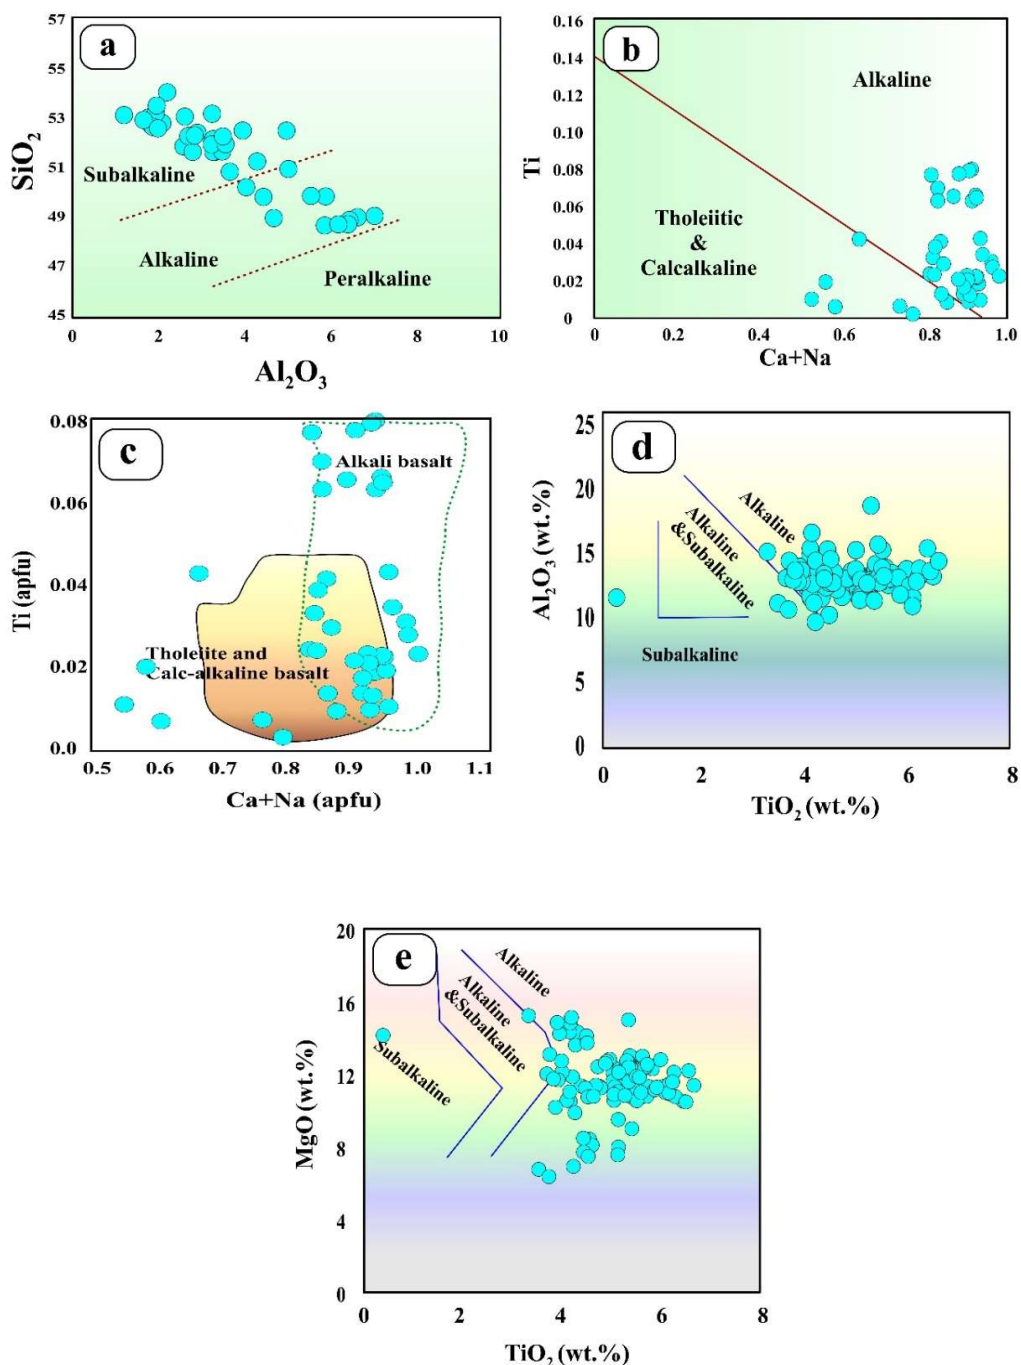 a
57
55
53
51
49
47
45
SiO2
Subalkaline
Alkaline
Peralkaline
0
2
4
6
8
10
Al2O3
b
0.16
0.14
0.12
0.10
0.08
0.06
0.04
0.02
0
Ti
Alkaline
Tholeiitic
&
Calcalkaline
0
0.2
0.4
0.6
0.8
1.0
Ca+Na
c
0.08
0.06
0.04
0.02
0.0
Ti (apfu)
Alkali basalt
Tholeiite and
Calc-alkaline basalt
0.5
0.6
0.7
0.8
0.9
1.0
1.1
Ca+Na (apfu)
d
25
20
15
10
5
0
Al2O3 (wt.%)
Alkaline
Alkaline
&Subalkaline
Subalkaline
0
2
4
6
8
TiO2 (wt.%)
e
20
16
12
8
4
0
MgO (wt.%)
Alkaline
Alkaline
&Subalkaline
Subalkaline
0
2
4
6
8
TiO2 (wt.%)